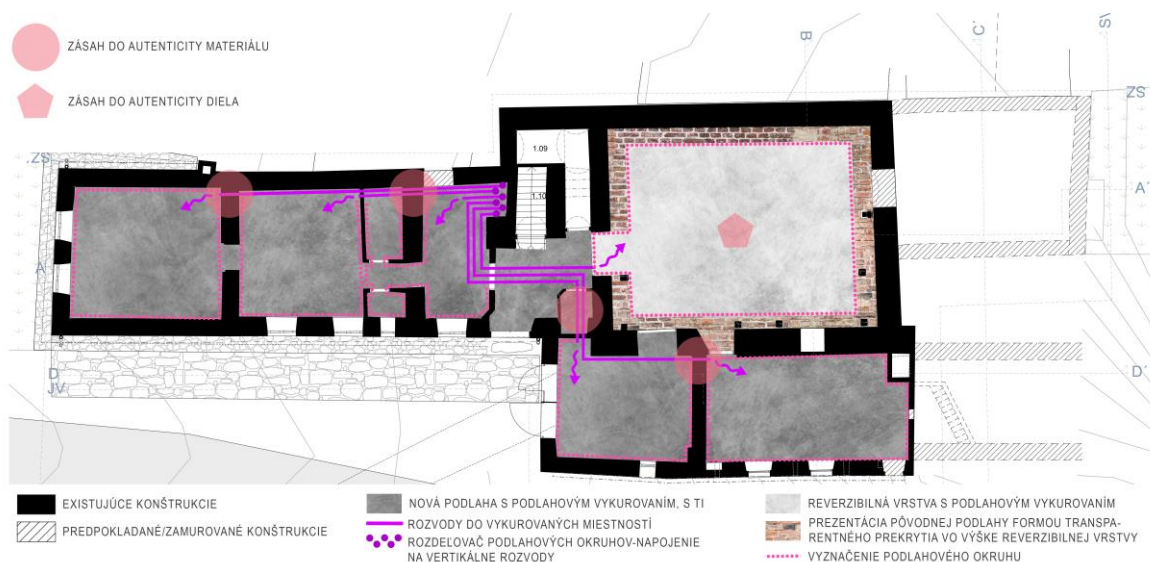 ZÁSAH DO AUTENTICITY MATERIÁLU
ZÁSAH DO AUTENTICITY DIELA
B
C'
SV
ZS
ZS
1.09
1.10
A'
A
D
JV
D'
EXISTUJÚCE KONŠTRUKCIE
PREDPOKLADANÉ/ZAMUROVANÉ KONŠTRUKCIE
NOVÁ PODLAHA S PODLAHOVÝM VYKUROVANÍM, S TI
ROZVODY DO VYKUROVANÝCH MIESTNOSTÍ
ROZDEĽOVAČ PODLAHOVÝCH OKRUHOV-NAPOJENIE
NA VERTIKÁLNE ROZVODY
REVERZIBILNÁ VRSTVA S PODLAHOVÝM VYKUROVANÍM
PREZENTÁCIA PÔVODNEJ PODLAHY FORMOU TRANSPA-
RENTNÉHO PREKRYTIA VO VÝŠKE REVERZIBILNEJ VRSTVY
VYZNAČENIE PODLAHOVÉHO OKRUHU